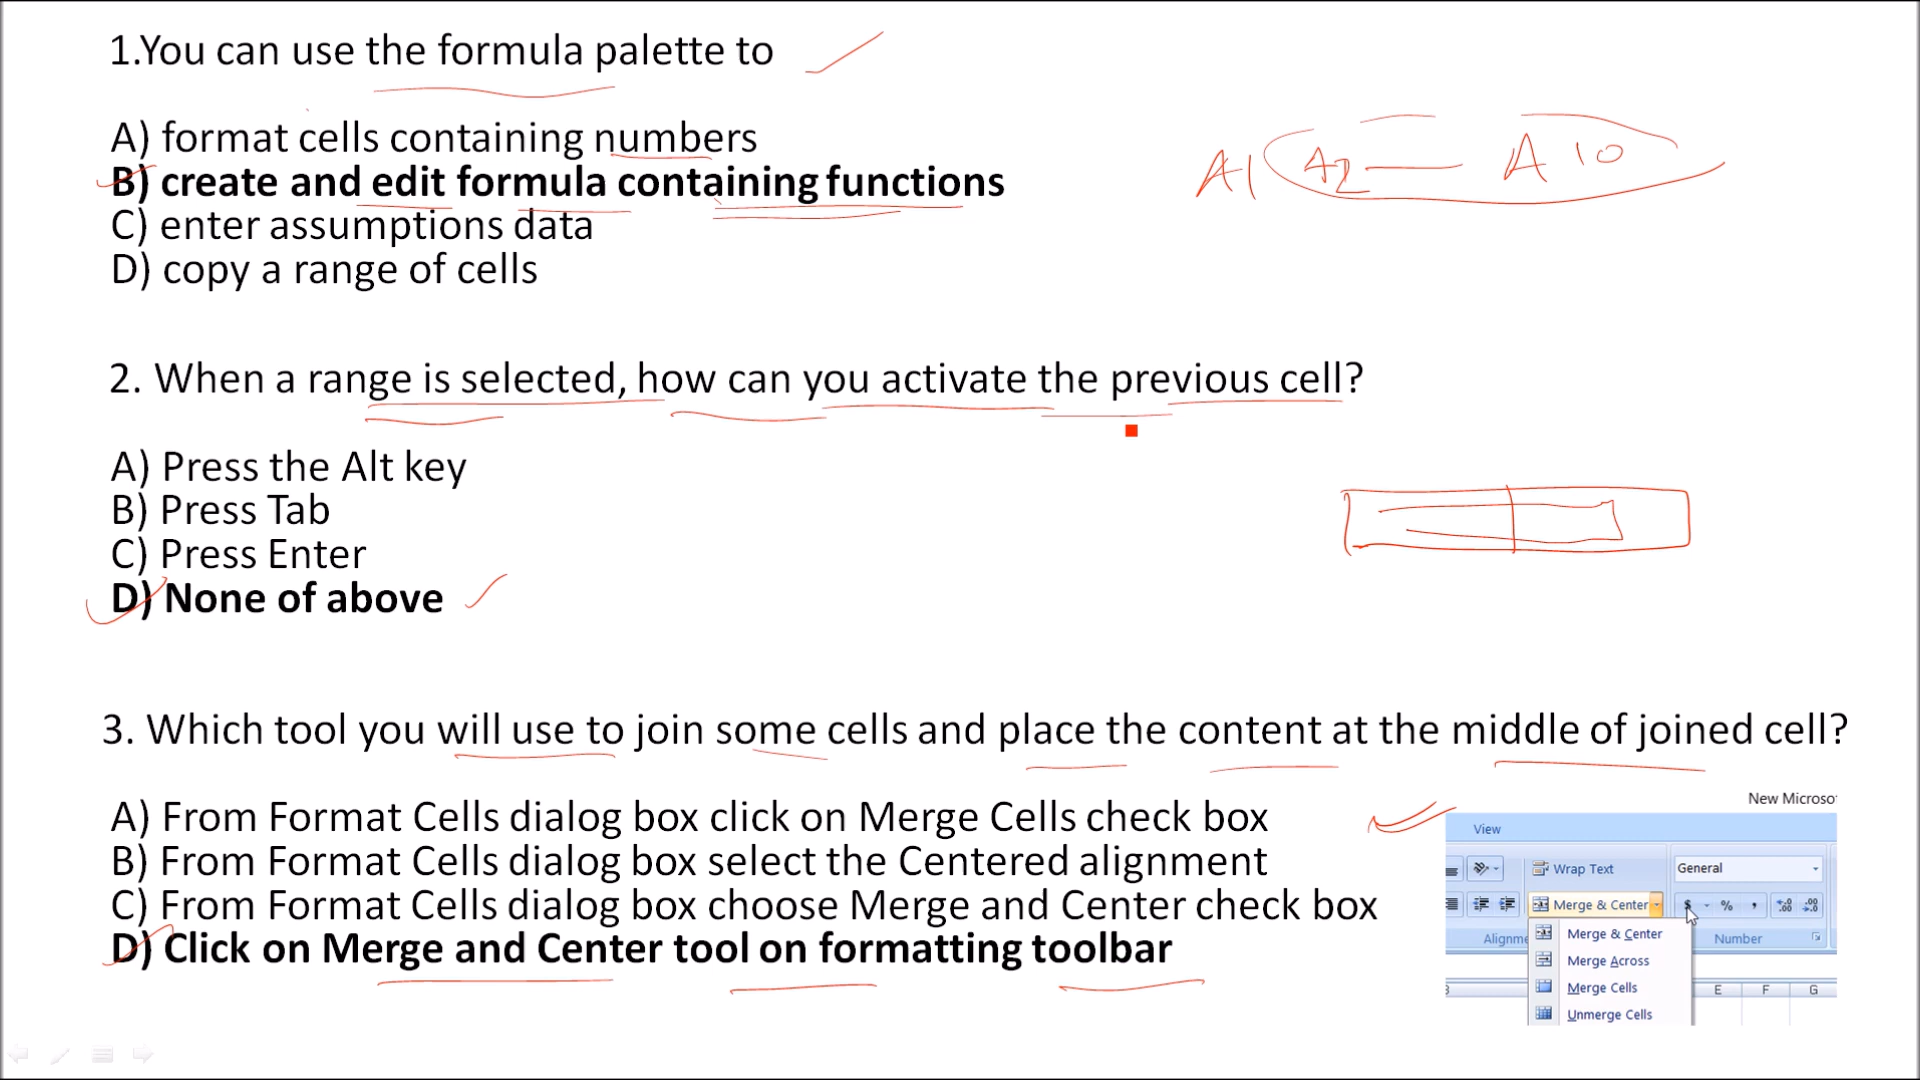 1.You can use the formula palette to
A) format cells containing numbers
B) create and edit formula containing functions
C) enter assumptions data
D) copy a range of cells
A1 A2 — A10
2. When a range is selected, how can you activate the previous cell?
A) Press the Alt key
B) Press Tab
C) Press Enter
D) None of above
3. Which tool you will use to join some cells and place the content at the middle of joined cell?
A) From Format Cells dialog box click on Merge Cells check box
B) From Format Cells dialog box select the Centered alignment
C) From Format Cells dialog box choose Merge and Center check box
D) Click on Merge and Center tool on formatting toolbar
New Microso
View
Wrap Text General
Merge & Center $ % , .00 .00
Alignme Number
Merge & Center
Merge Across
Merge Cells
Unmerge Cells
E F G